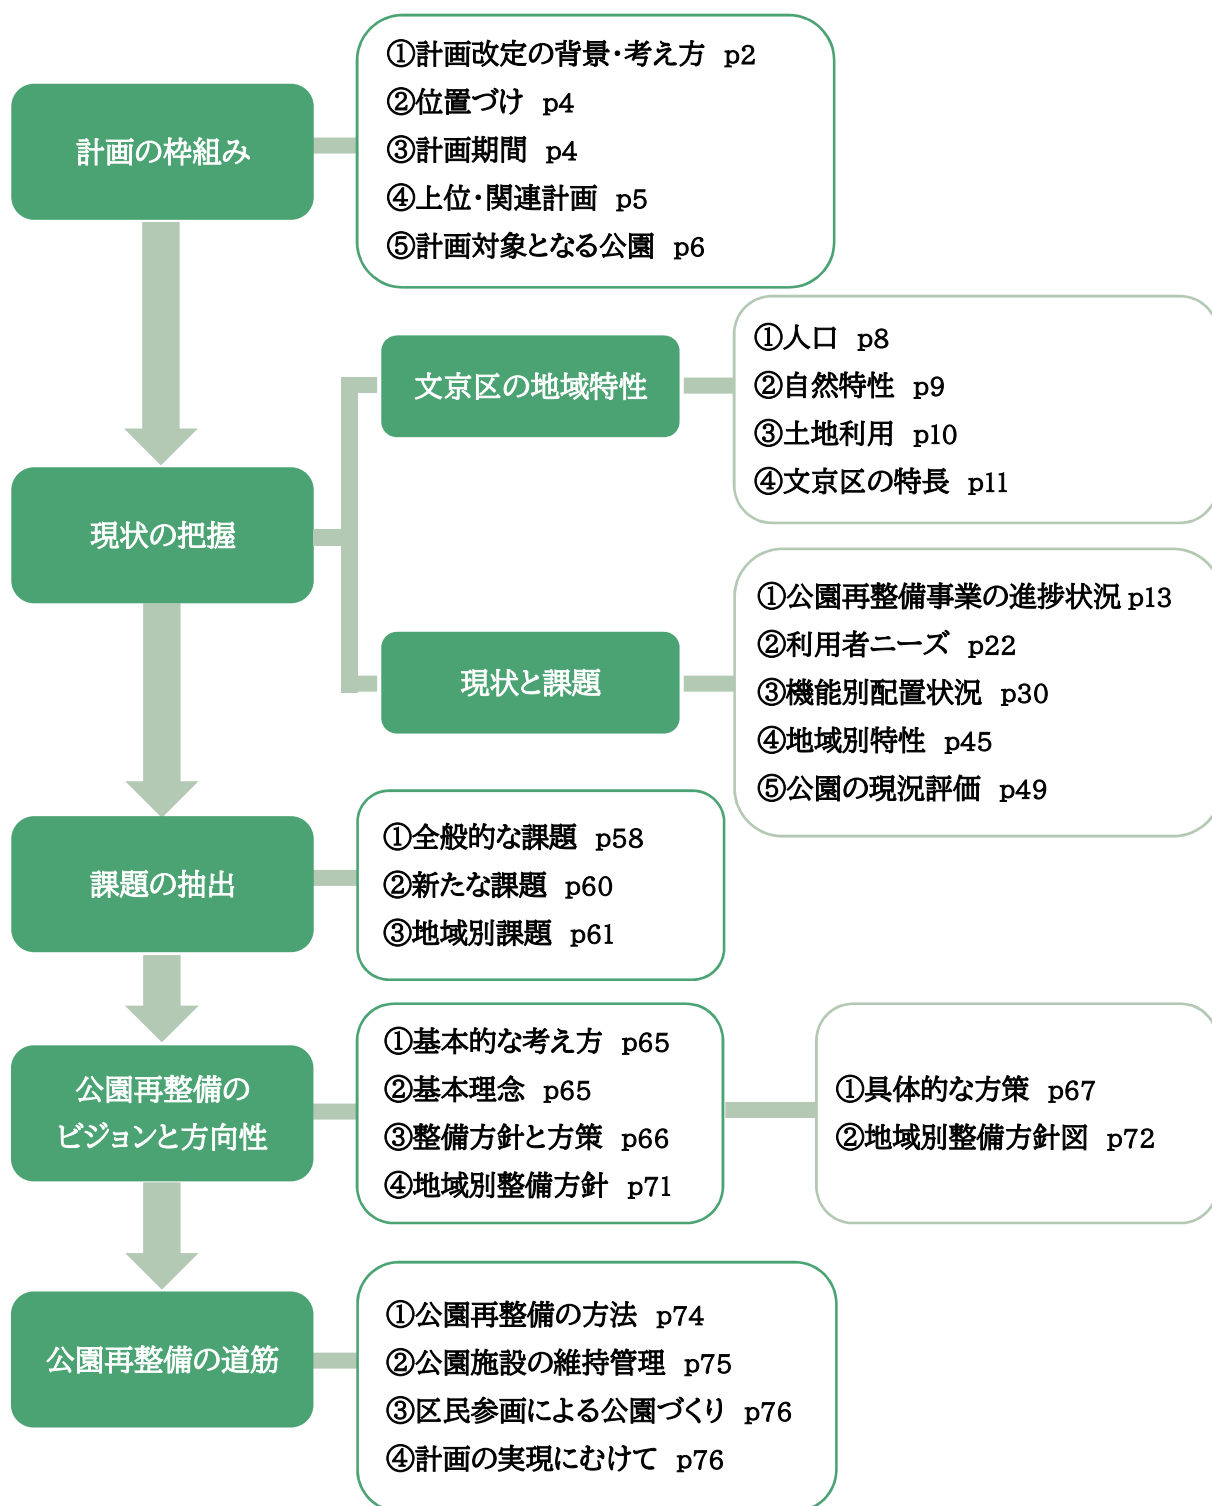 計画の枠組み
①計画改定の背景・考え方 p2
②位置づけ p4
③計画期間 p4
④上位・関連計画 p5
⑤計画対象となる公園 p6
現状の把握
文京区の地域特性
①人口 p8
②自然特性 p9
③土地利用 p10
④文京区の特長 p11
現状と課題
①公園再整備事業の進捗状況 p13
②利用者ニーズ p22
③機能別配置状況 p30
④地域別特性 p45
⑤公園の現況評価 p49
課題の抽出
①全般的な課題 p58
②新たな課題 p60
③地域別課題 p61
公園再整備の
ビジョンと方向性
①基本的な考え方 p65
②基本理念 p65
③整備方針と方策 p66
④地域別整備方針 p71
①具体的な方策 p67
②地域別整備方針図 p72
公園再整備の道筋
①公園再整備の方法 p74
②公園施設の維持管理 p75
③区民参画による公園づくり p76
④計画の実現にむけて p76